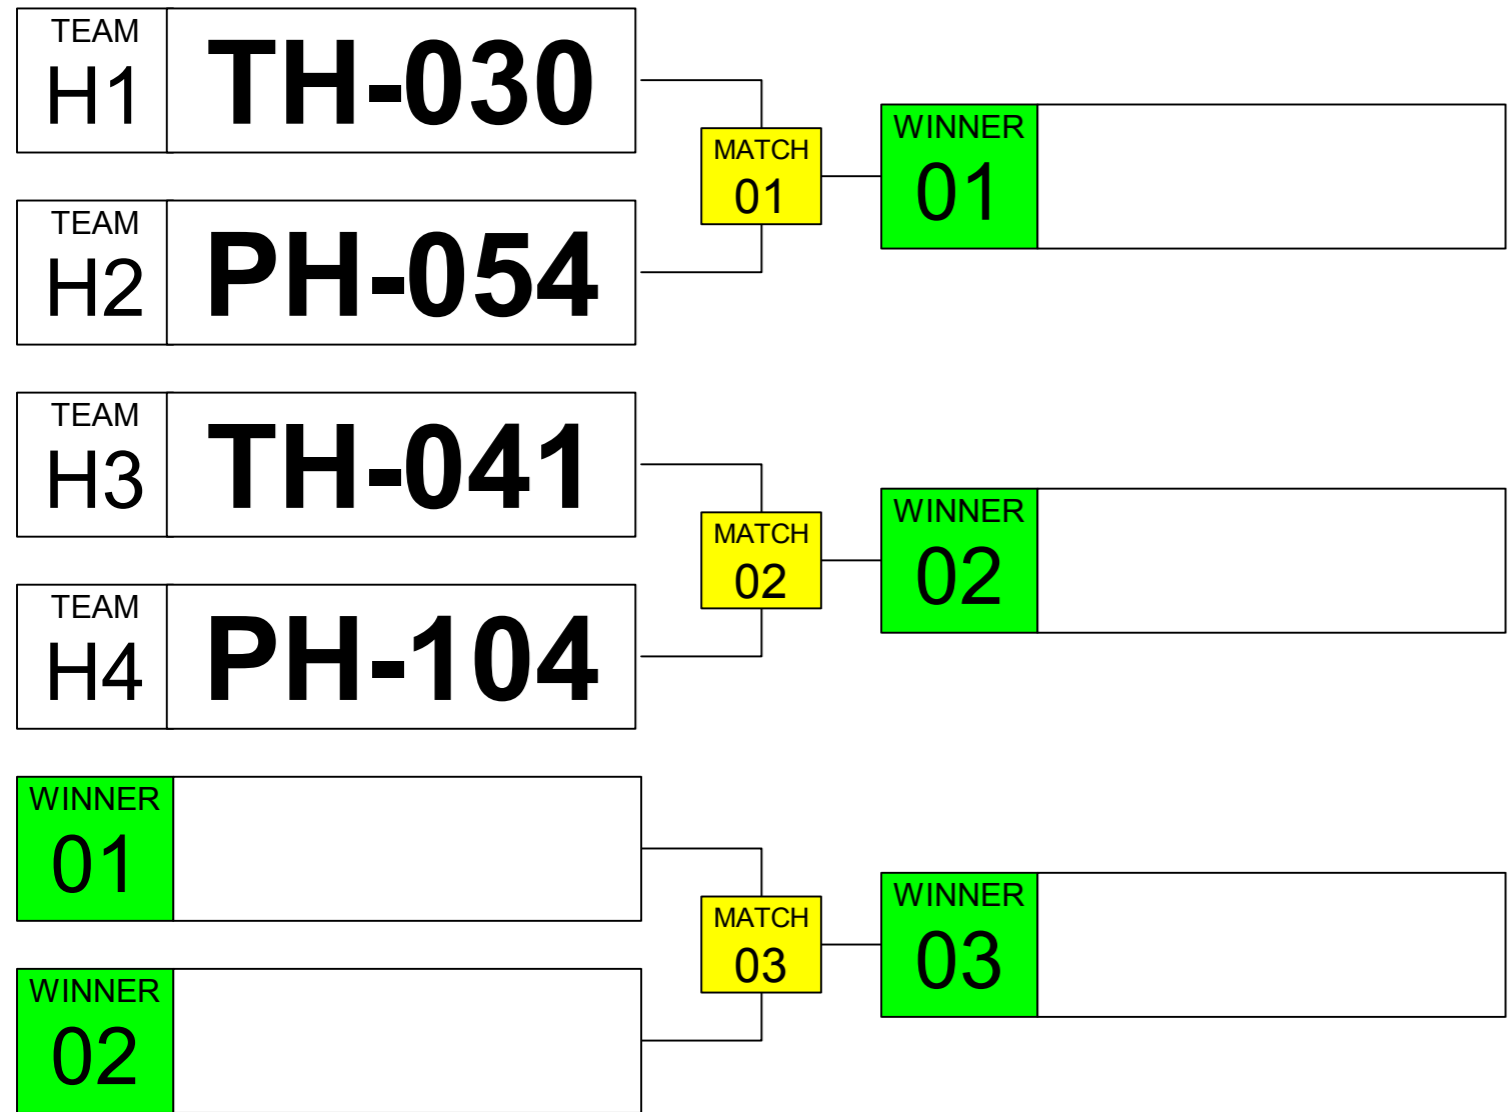 TEAM
H1
TH-030
MATCH
01
WINNER
01
TEAM
H2
PH-054
TEAM
H3
TH-041
MATCH
02
WINNER
02
TEAM
H4
PH-104
WINNER
01
MATCH
03
WINNER
03
WINNER
02